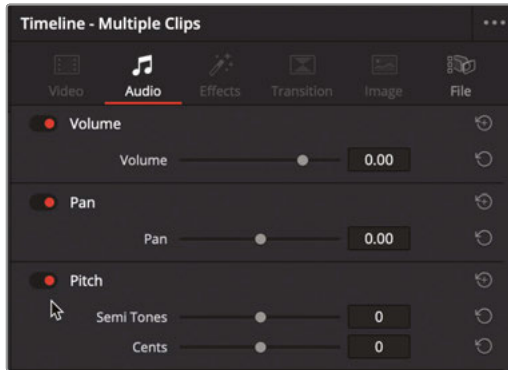 Timeline - Multiple Clips
Video Audio Effects Transition Image File
Volume
Volume 0.00
Pan
Pan 0.00
Pitch
Semi Tones 0
Cents 0